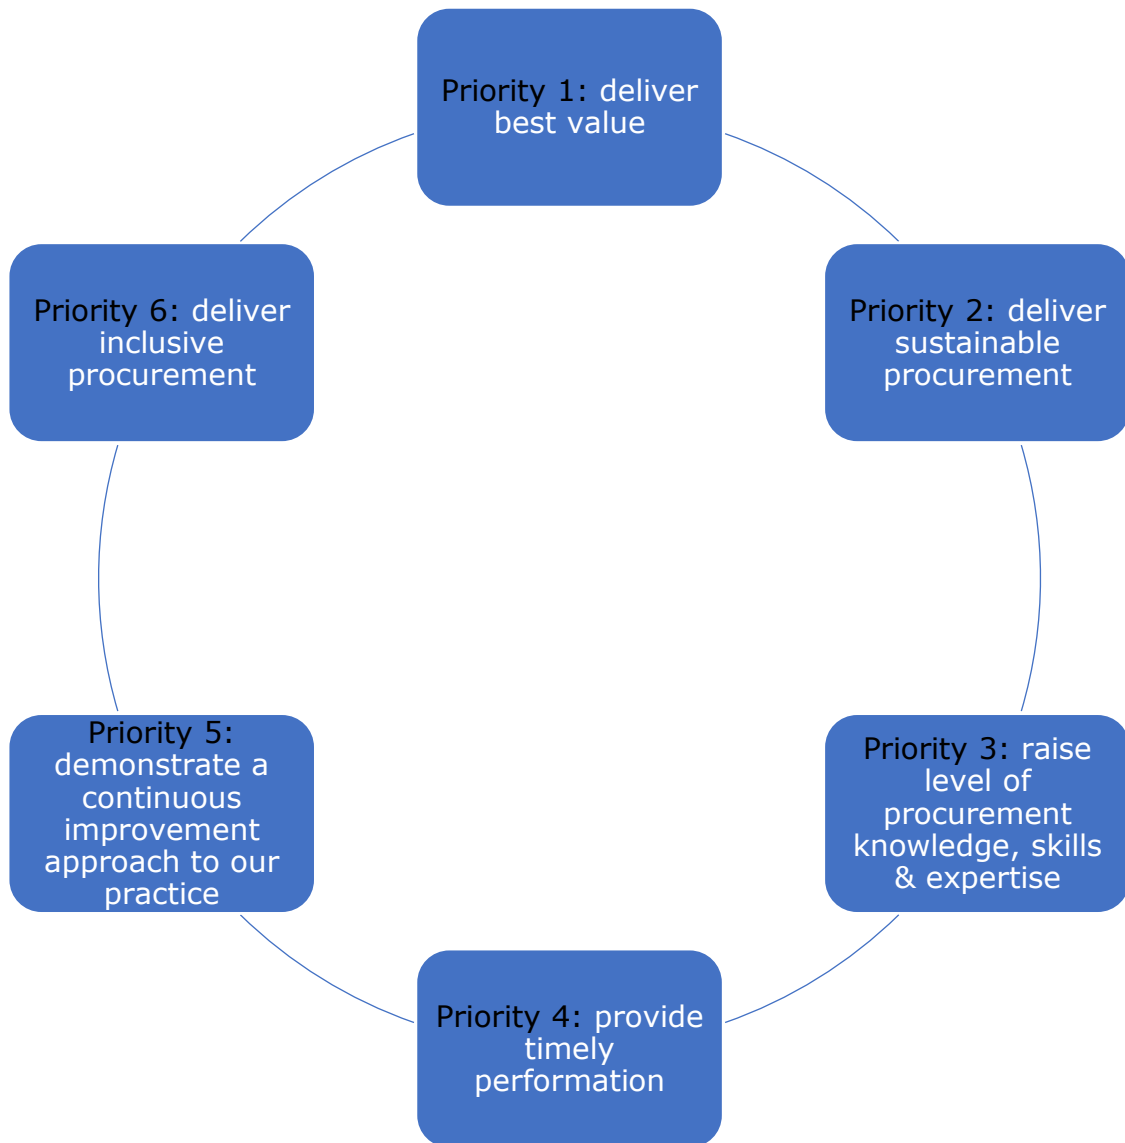 Priority 1: deliver
best value
Priority 2: deliver
sustainable
procurement
Priority 3: raise
level of
procurement
knowledge, skills
& expertise
Priority 4: provide
timely
performation
Priority 5:
demonstrate a
continuous
improvement
approach to our
practice
Priority 6: deliver
inclusive
procurement